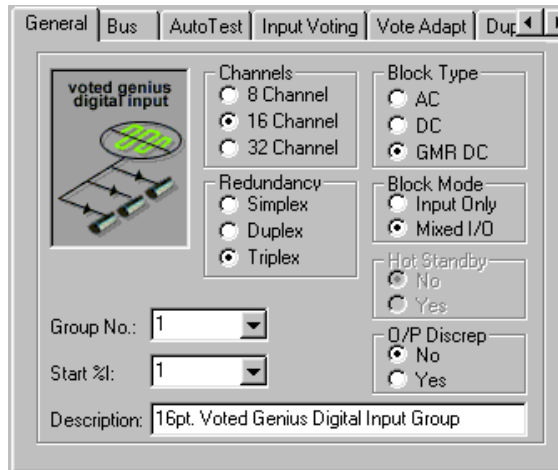 General Bus AutoTest Input Voting Vote Adapt Dup
voted genius
digital input
Channels
8 Channel
16 Channel
32 Channel
Block Type
AC
DC
GMR DC
Redundancy
Simplex
Duplex
Triplex
Block Mode
Input Only
Mixed I/O
Hot Standby
No
Yes
Group No.: 1
Start %I: 1
O/P Discrep
No
Yes
Description: 16pt. Voted Genius Digital Input Group